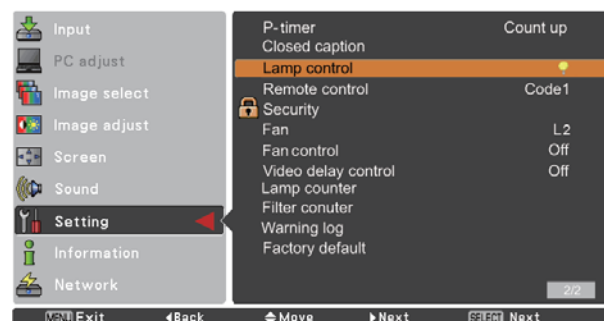 Input
PC adjust
Image select
Image adjust
Screen
Sound
Setting
Information
Network
P-timer Count up
Closed caption
Lamp control
Remote control Code1
Security
Fan L2
Fan control Off
Video delay control Off
Lamp counter
Filter conuter
Warning log
Factory default
2/2
MENU Exit Back Move Next SELECT Next